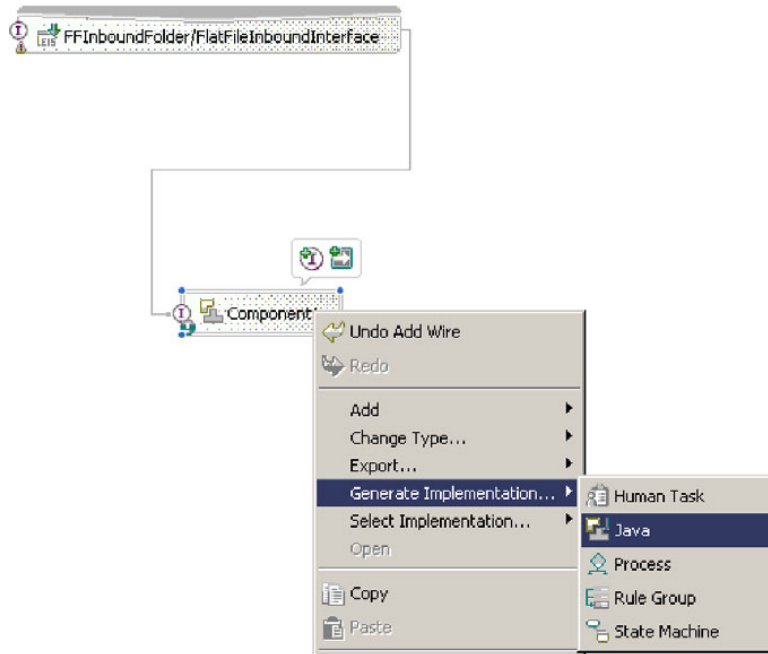 FFInboundFolder/FlatFileInboundInterface
Component
Undo Add Wire
Redo
Add
Change Type...
Export...
Generate Implementation...
Select Implementation...
Open
Copy
Paste
Human Task
Java
Process
Rule Group
State Machine